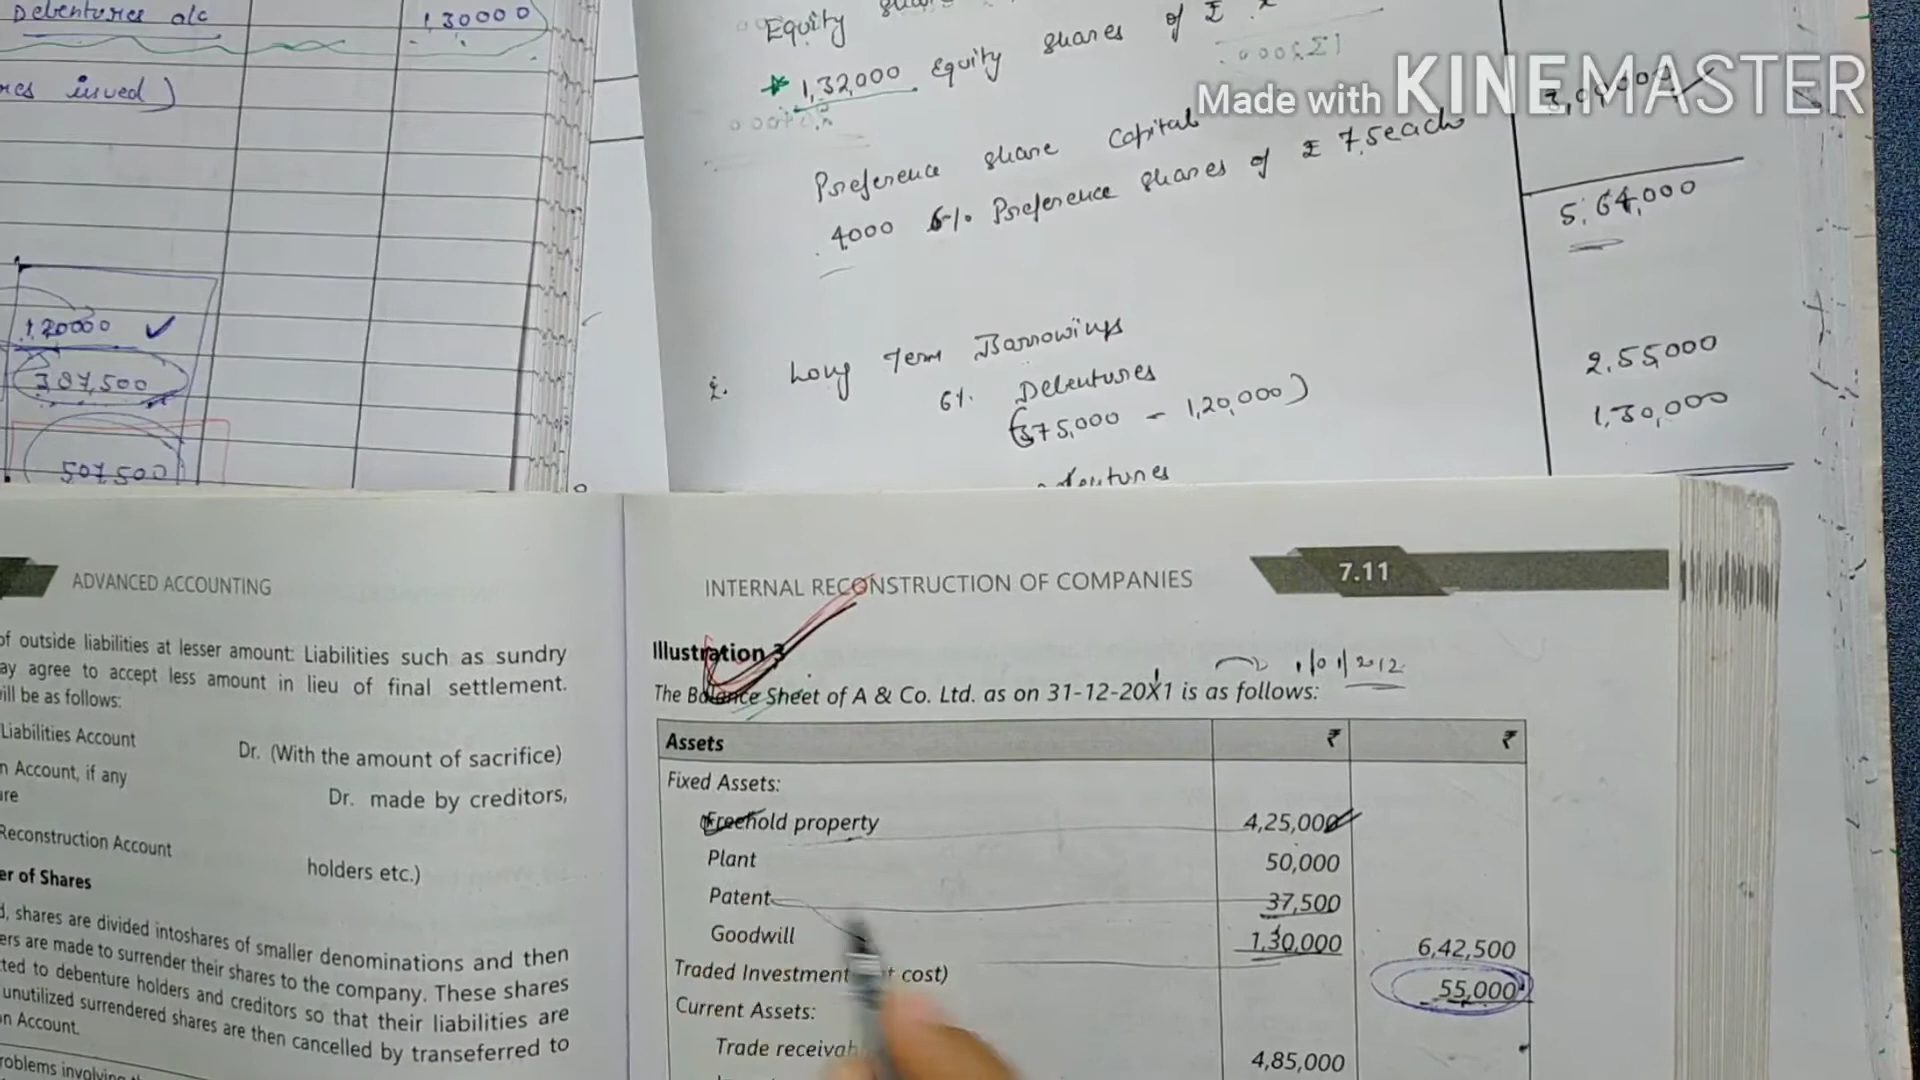 Debentures a/c 1,30000
issued)
1,20000 ✓
387,500
507,500
Equity
1,32,000 Equity shares of ₹
Made with KINEMASTER
Preference share capital
4000 6% Preference shares of ₹ 7.5 each
5,64,000
Long Term Borrowings
6% Debentures 2,55,000
(375,000 - 1,20,000) 1,30,000
ADVANCED ACCOUNTING
of outside liabilities at lesser amount: Liabilities such as sundry
ay agree to accept less amount in lieu of final settlement.
ill be as follows:
Liabilities Account
Dr. (With the amount of sacrifice)
n Account, if any
Dr. made by creditors,
Reconstruction Account
holders etc.)
er of Shares
d, shares are divided intoshares of smaller denominations and then
ers are made to surrender their shares to the company. These shares
ted to debenture holders and creditors so that their liabilities are
unutilized surrendered shares are then cancelled by transeferred to
n Account.
roblems involving
INTERNAL RECONSTRUCTION OF COMPANIES 7.11
Illustration 3
1/01/2012
The Balance Sheet of A & Co. Ltd. as on 31-12-20X1 is as follows:
Assets ₹ ₹
Fixed Assets:
Freehold property 4,25,000
Plant 50,000
Patent 37,500
Goodwill 1,30,000 6,42,500
Traded Investment cost) 55,000
Current Assets:
Trade receivab 4,85,000